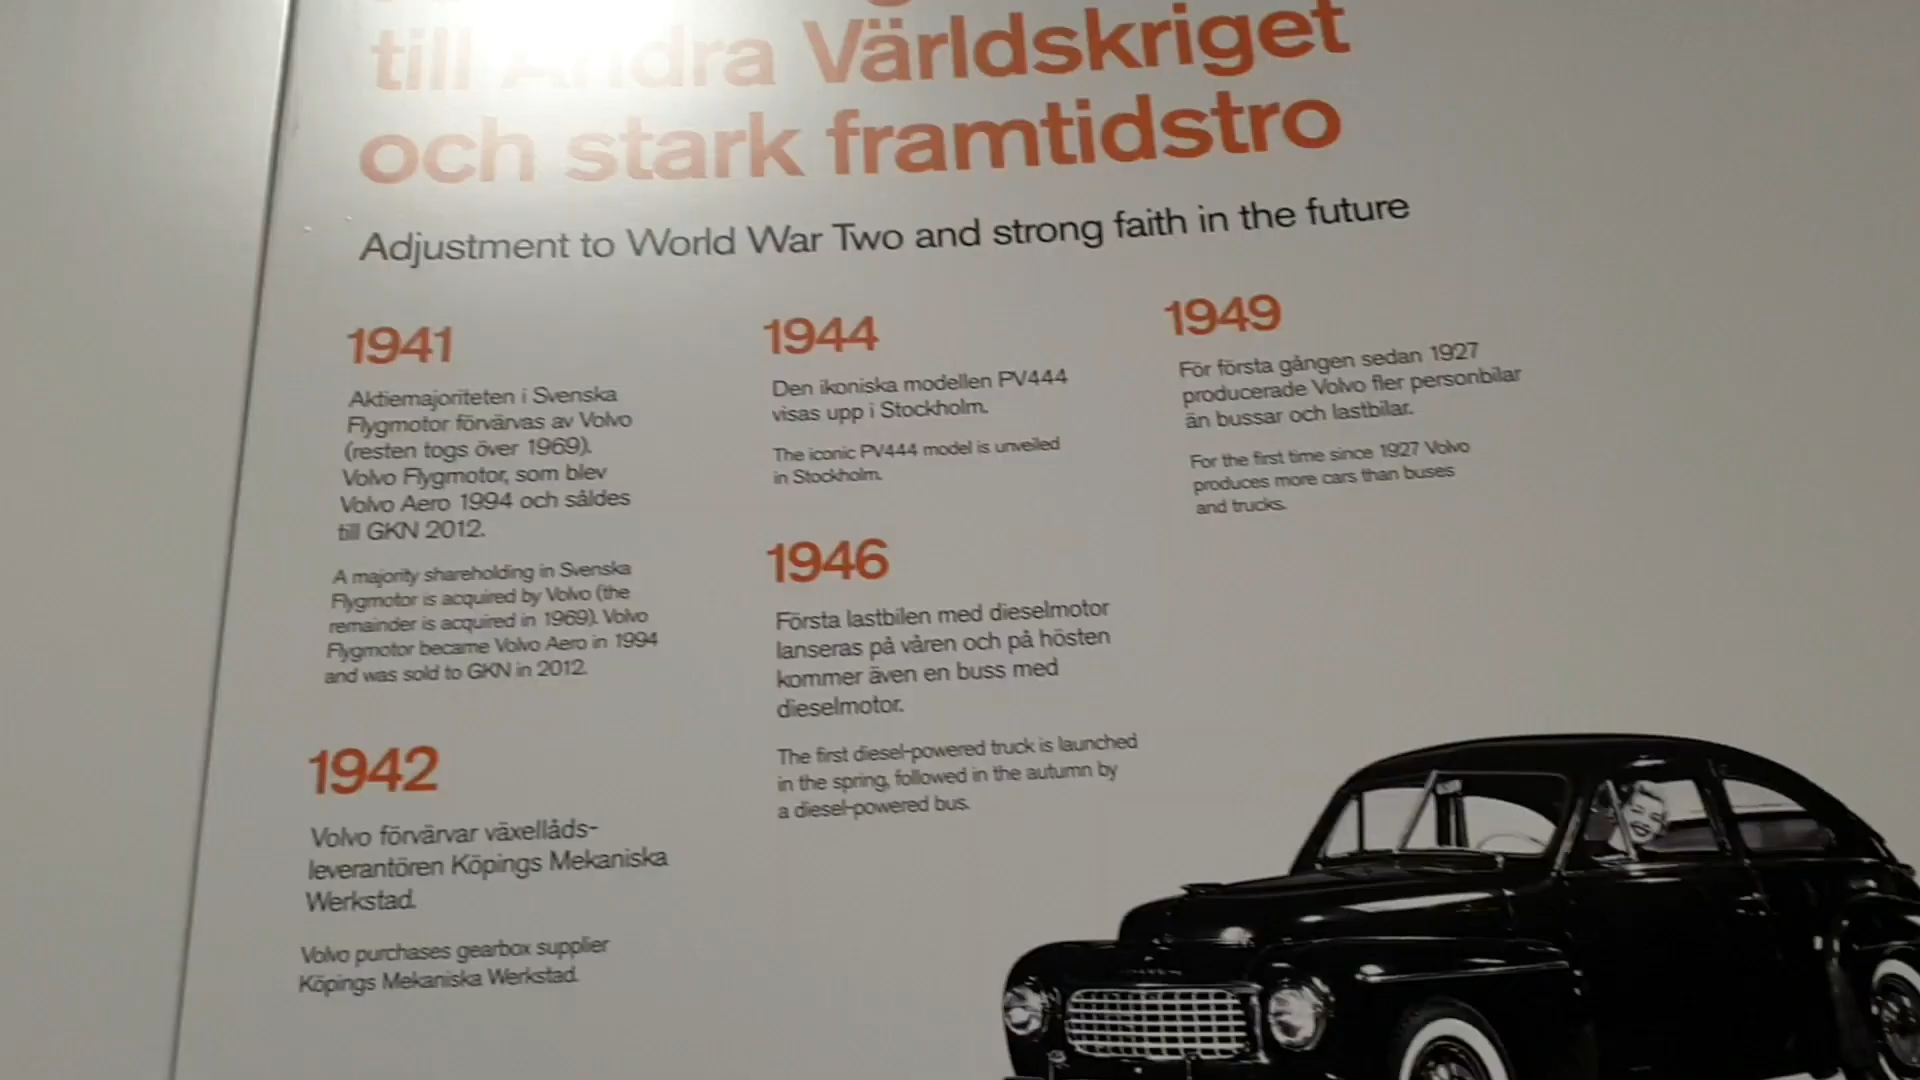 till Andra Världskriget
och stark framtidstro
Adjustment to World War Two and strong faith in the future
1941
Aktiemajoriteten i Svenska
Flygmotor förvärvas av Volvo
(resten togs över 1969).
Volvo Flygmotor, som blev
Volvo Aero 1994 och såldes
till GKN 2012.
A majority shareholding in Svenska
Flygmotor is acquired by Volvo (the
remainder is acquired in 1969). Volvo
Flygmotor became Volvo Aero in 1994
and was sold to GKN in 2012.
1942
Volvo förvärvar växellåds-
leverantören Köpings Mekaniska
Werkstad.
Volvo purchases gearbox supplier
Köpings Mekaniska Werkstad.
1944
Den ikoniska modellen PV444
visas upp i Stockholm.
The iconic PV444 model is unveiled
in Stockholm.
1946
Första lastbilen med dieselmotor
lanseras på våren och på hösten
kommer även en buss med
dieselmotor.
The first diesel-powered truck is launched
in the spring, followed in the autumn by
a diesel-powered bus.
1949
För första gången sedan 1927
producerade Volvo fler personbilar
än bussar och lastbilar.
For the first time since 1927 Volvo
produces more cars than buses
and trucks.